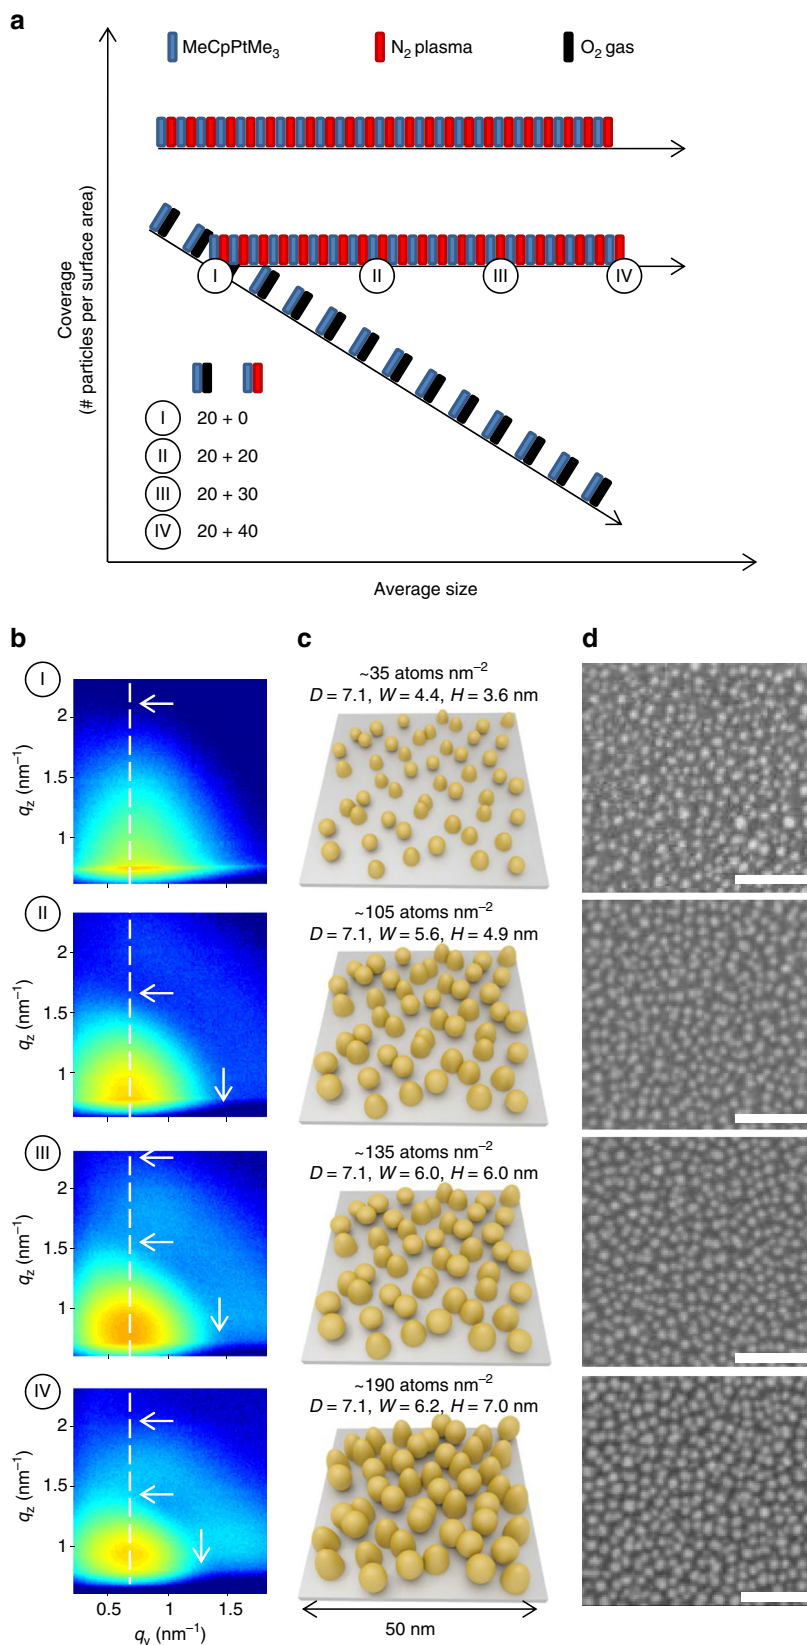 a
MeCpPtMe₃ N₂ plasma O₂ gas
Coverage
(# particles per surface area)
I II III IV
I 20 + 0
II 20 + 20
III 20 + 30
IV 20 + 40
Average size
b c d
I
2
1.5
1
q_z (nm⁻¹)
~35 atoms nm⁻²
D = 7.1, W = 4.4, H = 3.6 nm
II
2
1.5
1
q_z (nm⁻¹)
~105 atoms nm⁻²
D = 7.1, W = 5.6, H = 4.9 nm
III
2
1.5
1
q_z (nm⁻¹)
~135 atoms nm⁻²
D = 7.1, W = 6.0, H = 6.0 nm
IV
2
1.5
1
q_z (nm⁻¹)
0.5 1 1.5
q_y (nm⁻¹)
~190 atoms nm⁻²
D = 7.1, W = 6.2, H = 7.0 nm
50 nm